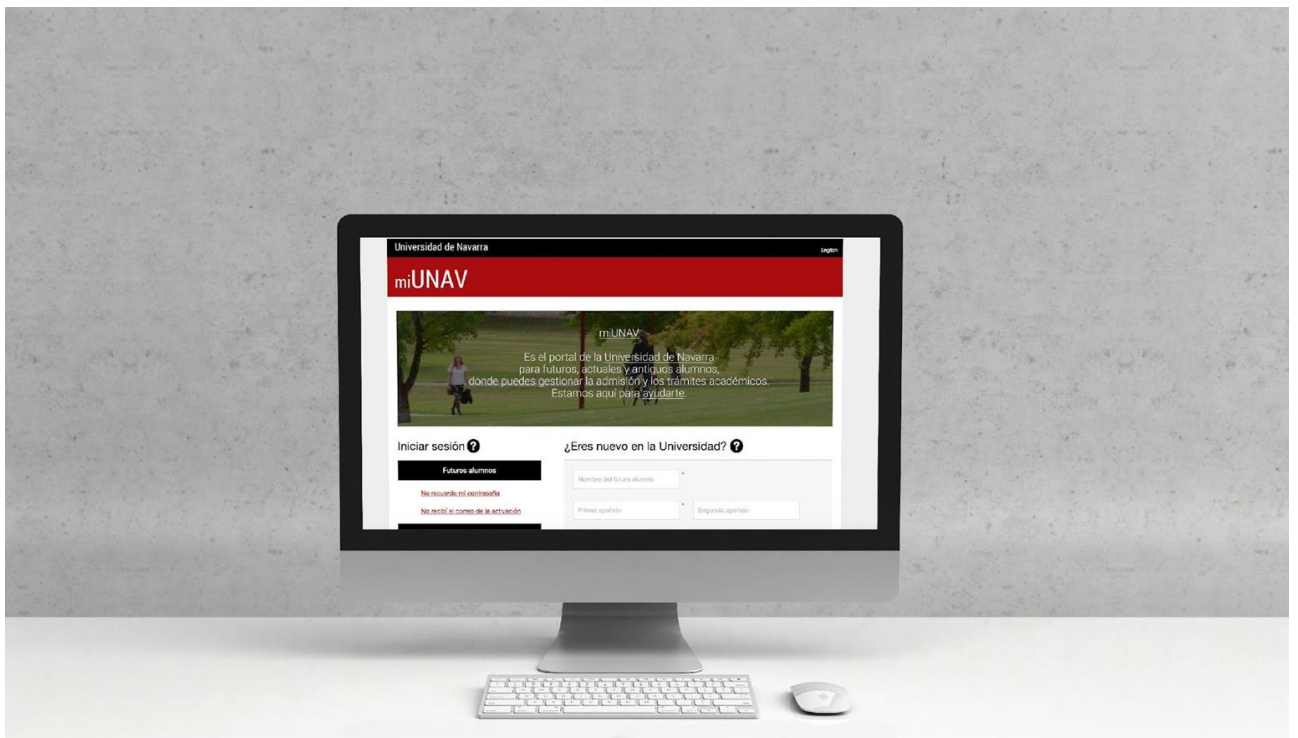 Universidad de Navarra
English
miUNAV
miUNAV
Es el portal de la Universidad de Navarra
para futuros, actuales y antiguos alumnos,
donde puedes gestionar la admisión y los trámites académicos.
Estamos aquí para ayudarte.
Iniciar sesión ?
¿Eres nuevo en la Universidad? ?
Futuros alumnos
Nombre del futuro alumno *
No recuerdo mi contraseña
Primer apellido *
Segundo apellido
No recibí el correo de la activación